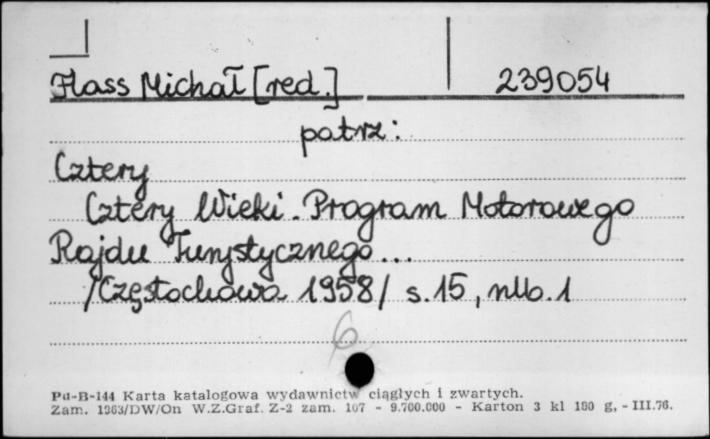 Flass Michał [red.] 239054
patrz:
Cztery
Cztery Wieki. Program Motorowego
Rajdu Turystycznego...
/Częstochowa 1958/ s. 15, nlb. 1
6
Pu-B-144 Karta katalogowa wydawnictw ciągłych i zwartych.
Zam. 1363/DW/On W.Z.Graf. Z-2 zam. 107 - 9.700.000 - Karton 3 kl 180 g, - III.76.